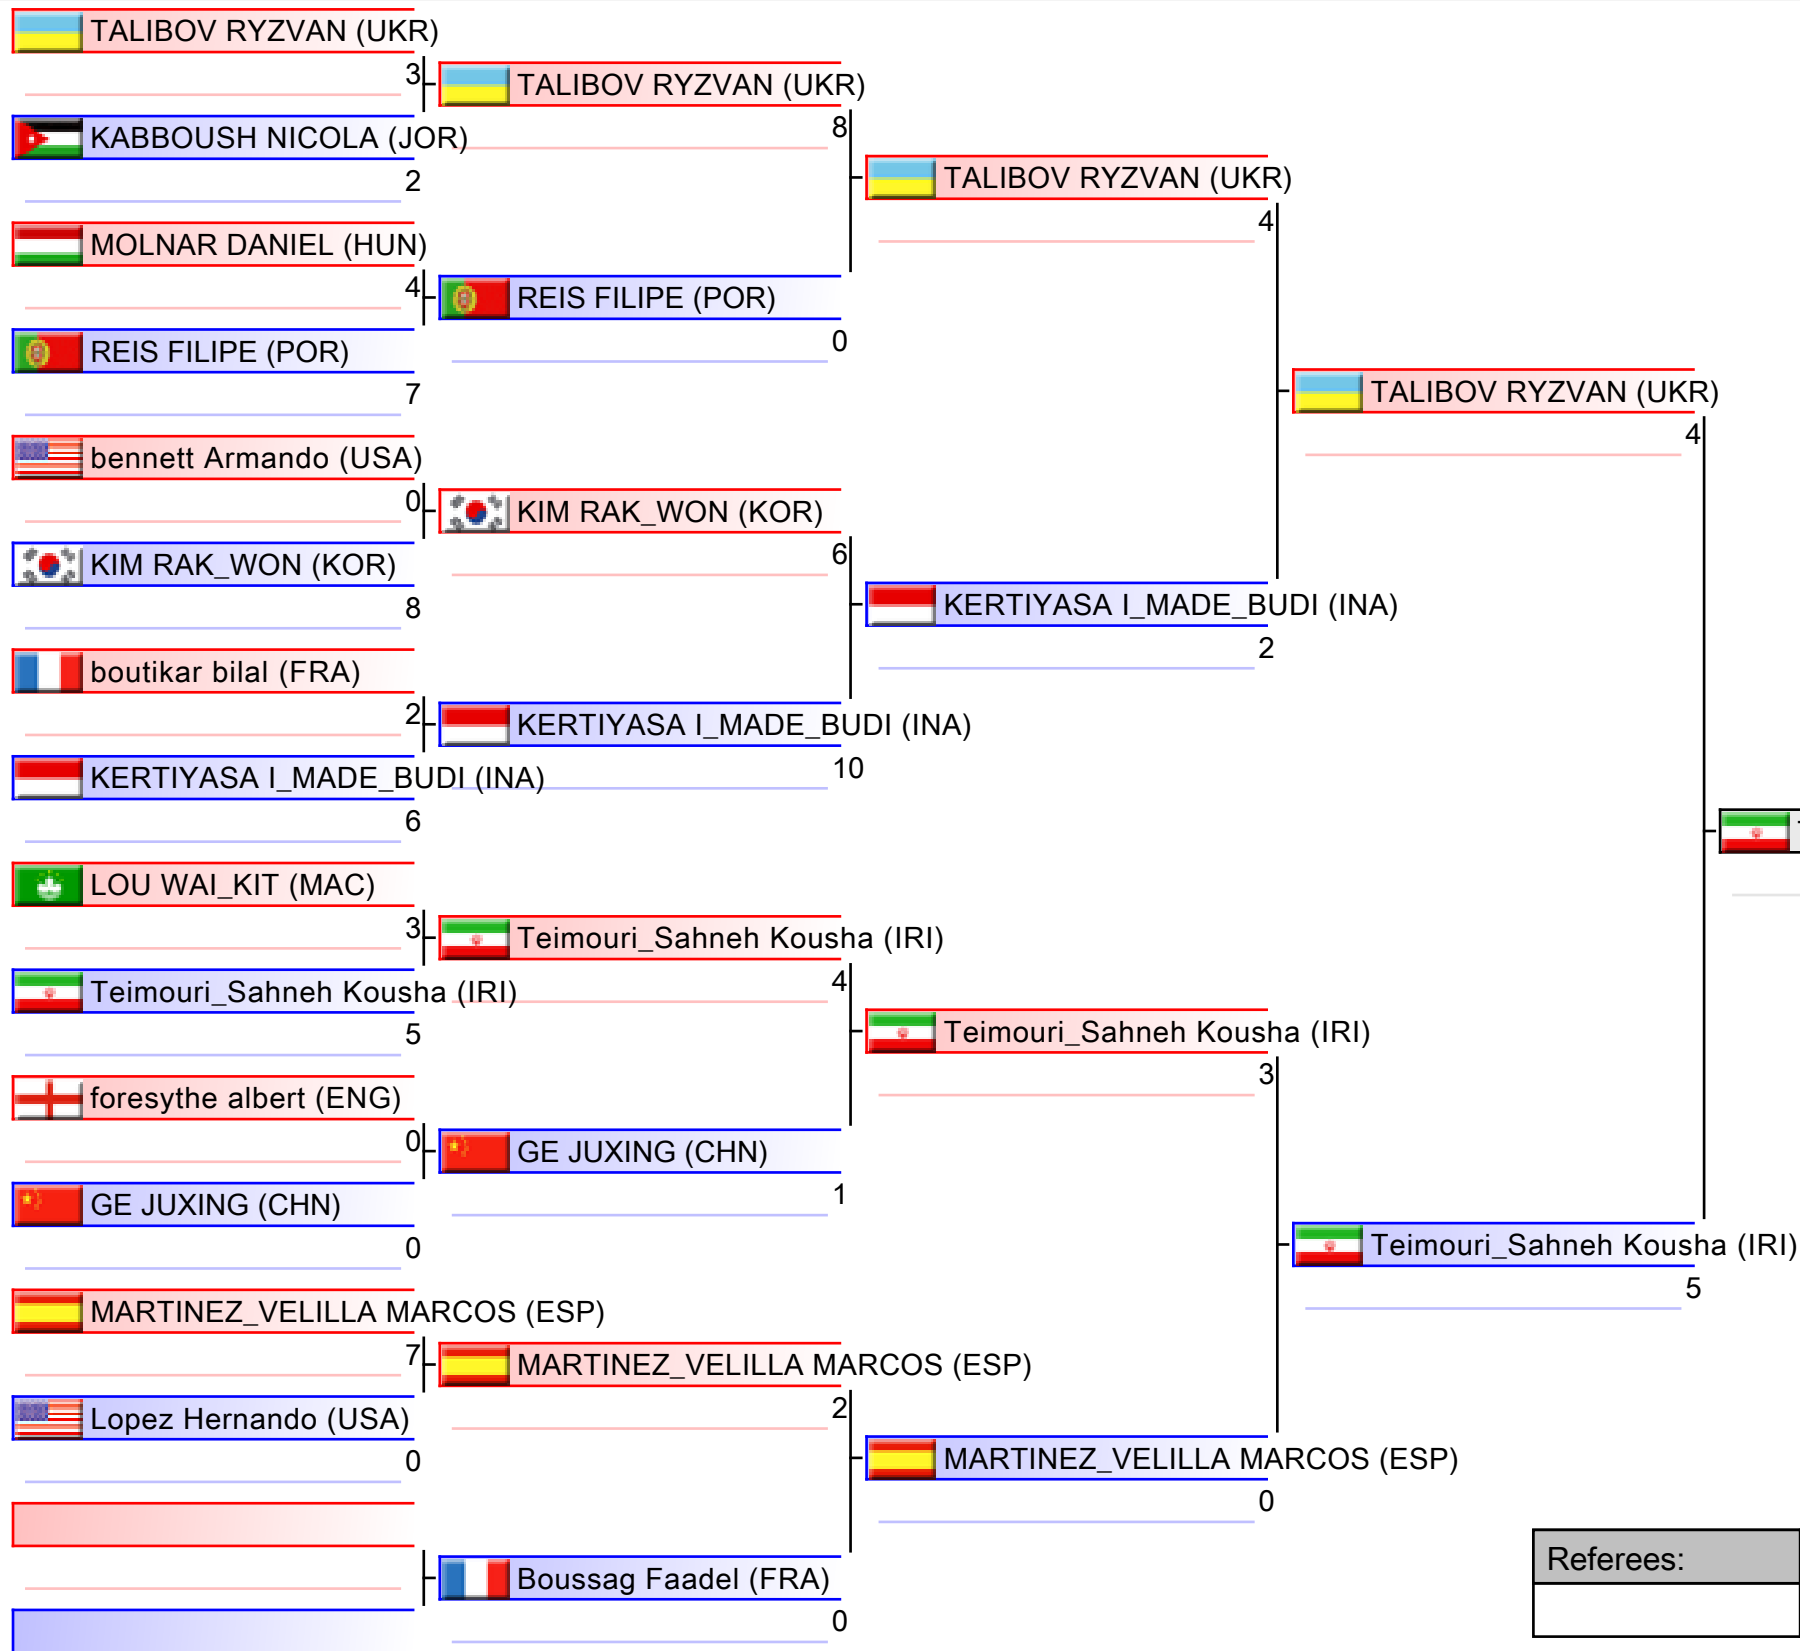 TALIBOV RYZVAN (UKR)
3
KABBOUSH NICOLA (JOR)
2
MOLNAR DANIEL (HUN)
4
REIS FILIPE (POR)
7
bennett Armando (USA)
0
KIM RAK_WON (KOR)
8
boutikar bilal (FRA)
2
KERTIYASA I_MADE_BUDI (INA)
6
LOU WAI_KIT (MAC)
3
Teimouri_Sahneh Kousha (IRI)
5
foresythe albert (ENG)
0
GE JUXING (CHN)
0
MARTINEZ_VELILLA MARCOS (ESP)
7
Lopez Hernando (USA)
0
TALIBOV RYZVAN (UKR)
8
REIS FILIPE (POR)
0
KIM RAK_WON (KOR)
6
KERTIYASA I_MADE_BUDI (INA)
10
Teimouri_Sahneh Kousha (IRI)
4
GE JUXING (CHN)
1
MARTINEZ_VELILLA MARCOS (ESP)
2
Boussag Faadel (FRA)
0
TALIBOV RYZVAN (UKR)
4
KERTIYASA I_MADE_BUDI (INA)
2
Teimouri_Sahneh Kousha (IRI)
3
MARTINEZ_VELILLA MARCOS (ESP)
0
TALIBOV RYZVAN (UKR)
4
Teimouri_Sahneh Kousha (IRI)
5
Referees: